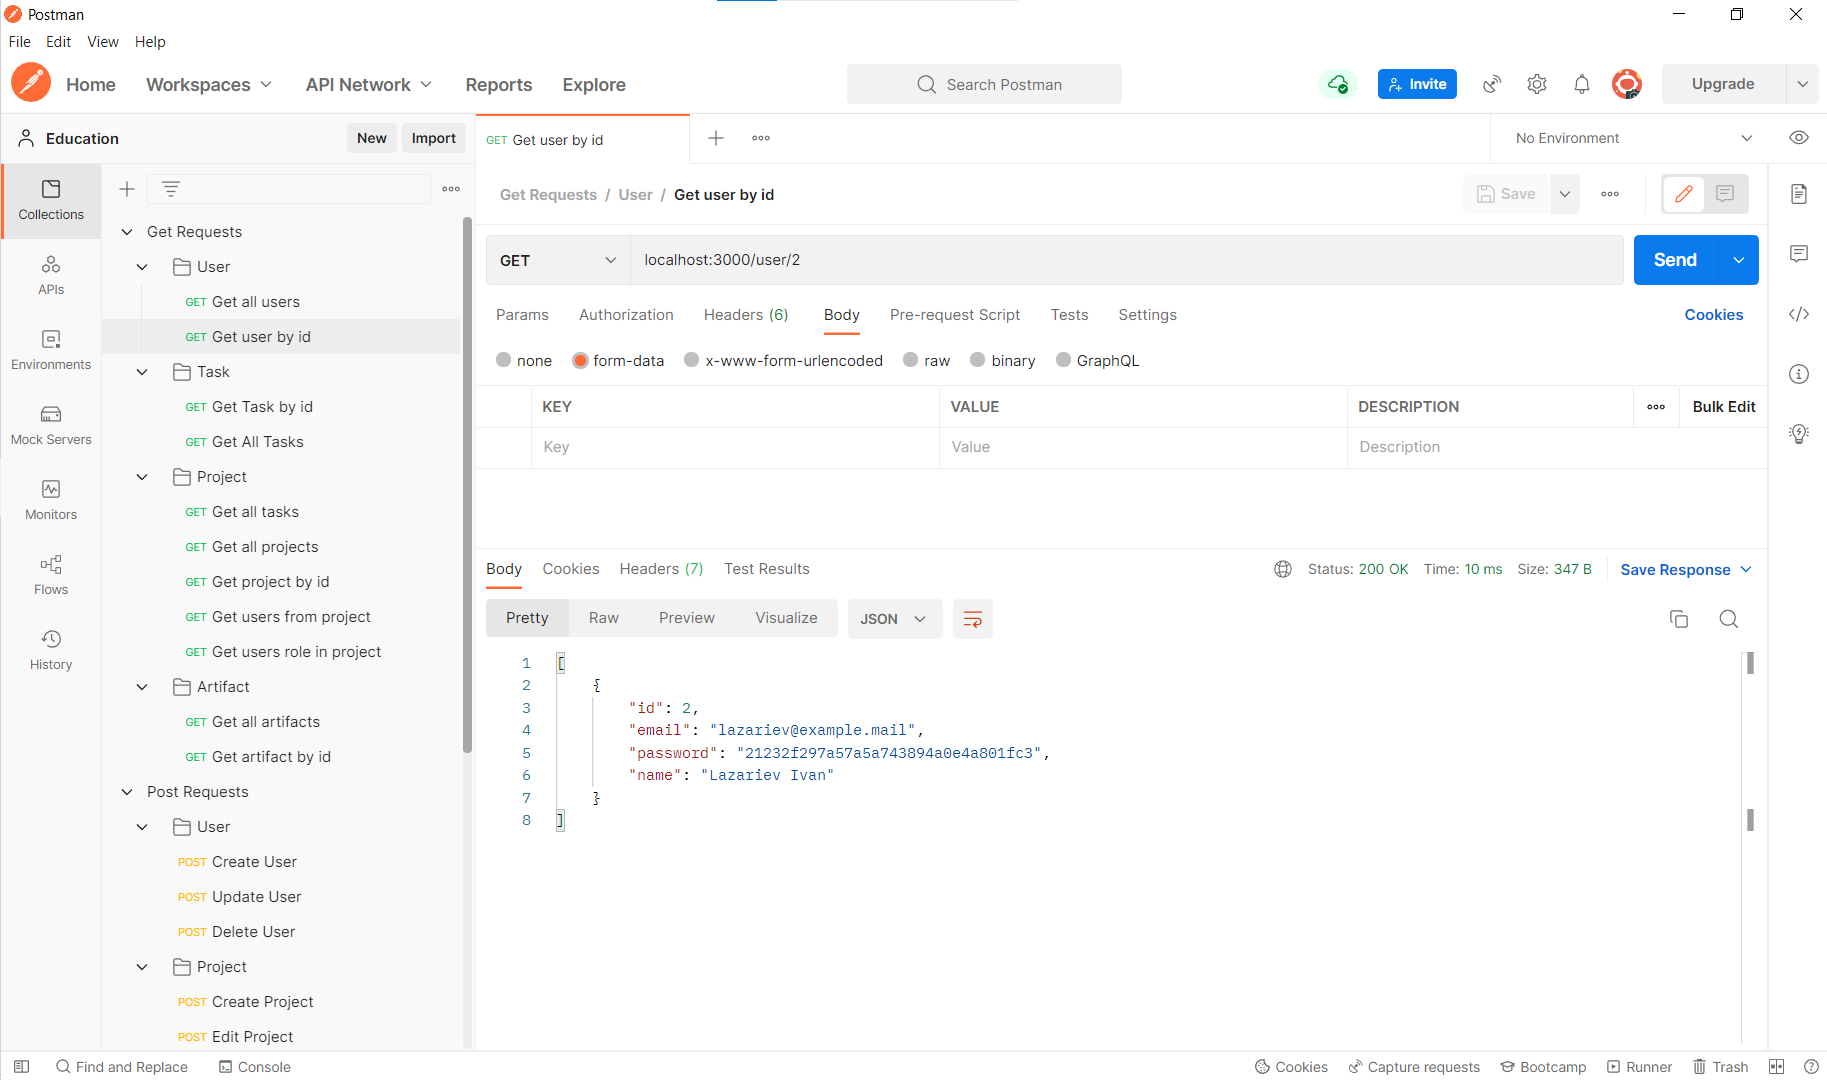 Postman
File Edit View Help
Home Workspaces API Network Reports Explore Search Postman Invite Upgrade
Education New Import GET Get user by id No Environment
Collections
APIs
Environments
Mock Servers
Monitors
Flows
History
Get Requests
User
GET Get all users
GET Get user by id
Task
GET Get Task by id
GET Get All Tasks
Project
GET Get all tasks
GET Get all projects
GET Get project by id
GET Get users from project
GET Get users role in project
Artifact
GET Get all artifacts
GET Get artifact by id
Post Requests
User
POST Create User
POST Update User
POST Delete User
Project
POST Create Project
POST Edit Project
Get Requests / User / Get user by id Save
GET localhost:3000/user/2 Send
Params Authorization Headers (6) Body Pre-request Script Tests Settings Cookies
none form-data x-www-form-urlencoded raw binary GraphQL
KEY VALUE DESCRIPTION Bulk Edit
Key Value Description
Body Cookies Headers (7) Test Results Status: 200 OK Time: 10 ms Size: 347 B Save Response
Pretty Raw Preview Visualize JSON
1 [
2 {
3 "id": 2,
4 "email": "lazariev@example.mail",
5 "password": "21232f297a57a5a743894a0e4a801fc3",
6 "name": "Lazariev Ivan"
7 }
8 ]
Find and Replace Console Cookies Capture requests Bootcamp Runner Trash